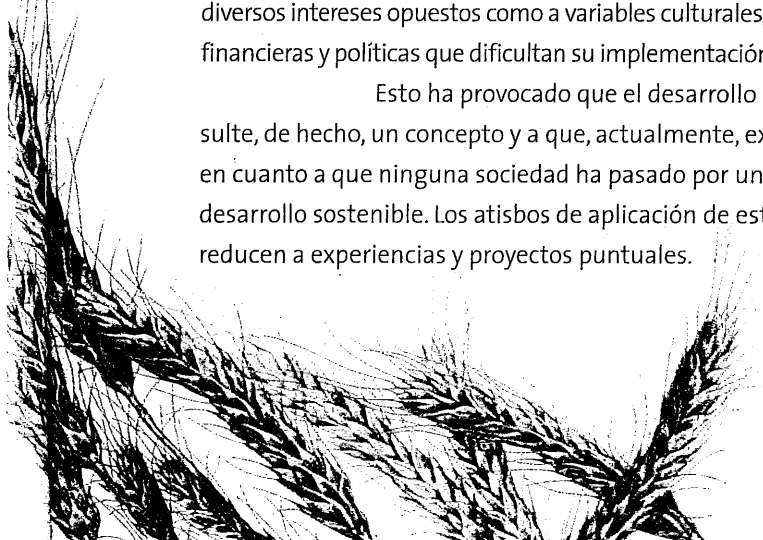 diversos intereses opuestos como a variables culturales
financieras y políticas que dificultan su implementación
Esto ha provocado que el desarrollo
sulte, de hecho, un concepto y a que, actualmente, ex
en cuanto a que ninguna sociedad ha pasado por un
desarrollo sostenible. Los atisbos de aplicación de est
reducen a experiencias y proyectos puntuales.